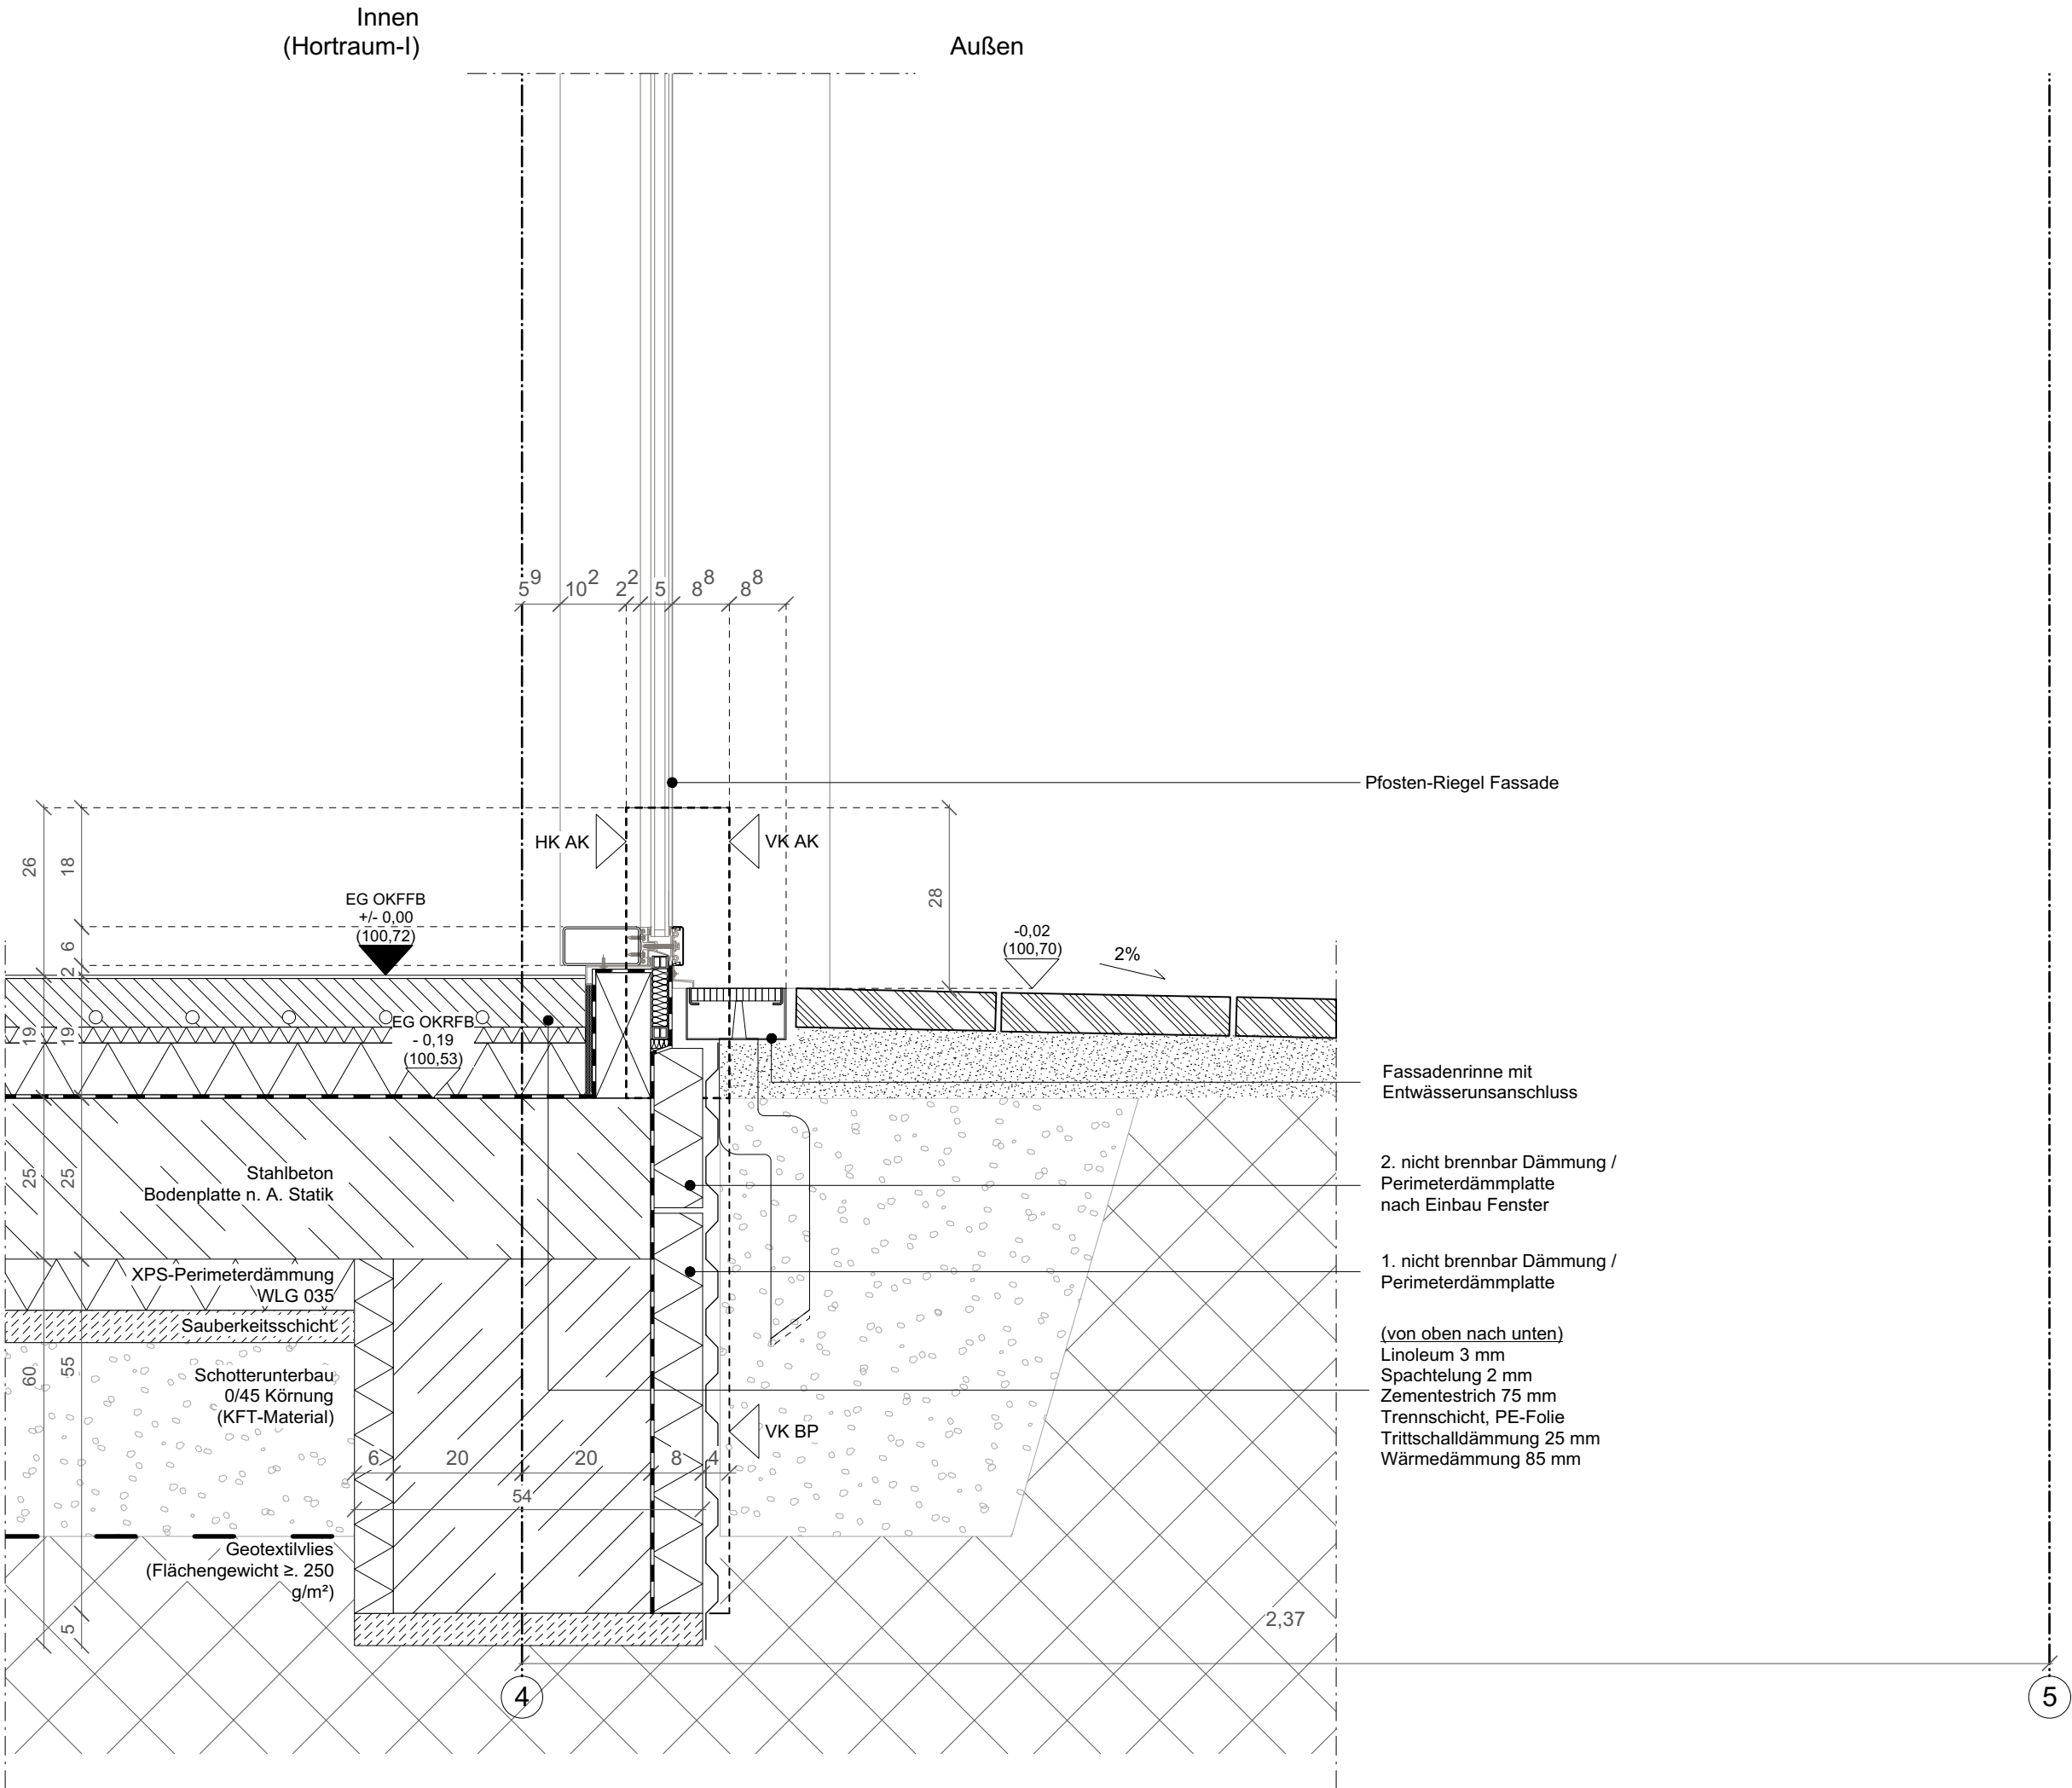 Innen
(Hortraum-I)
Außen
5⁹ 10² 2² 5 8⁸ 8⁸
Pfosten-Riegel Fassade
HK AK
VK AK
26
18
28
EG OKFFB
+/- 0,00
(100,72)
-0,02
(100,70)
2%
6
2
19
19
EG OKRFB
- 0,19
(100,53)
Fassadenrinne mit
Entwässerunsanschluss
25
25
Stahlbeton
Bodenplatte n. A. Statik
2. nicht brennbar Dämmung /
Perimeterdämmplatte
nach Einbau Fenster
XPS-Perimeterdämmung
WLG 035
Sauberkeitsschicht
1. nicht brennbar Dämmung /
Perimeterdämmplatte
60
55
Schotterunterbau
0/45 Körnung
(KFT-Material)
(von oben nach unten)
Linoleum 3 mm
Spachtelung 2 mm
Zementestrich 75 mm
Trennschicht, PE-Folie
Trittschalldämmung 25 mm
Wärmedämmung 85 mm
VK BP
6 20 20 8 4
54
Geotextilvlies
(Flächengewicht ≥. 250
g/m²)
5
2,37
4
5